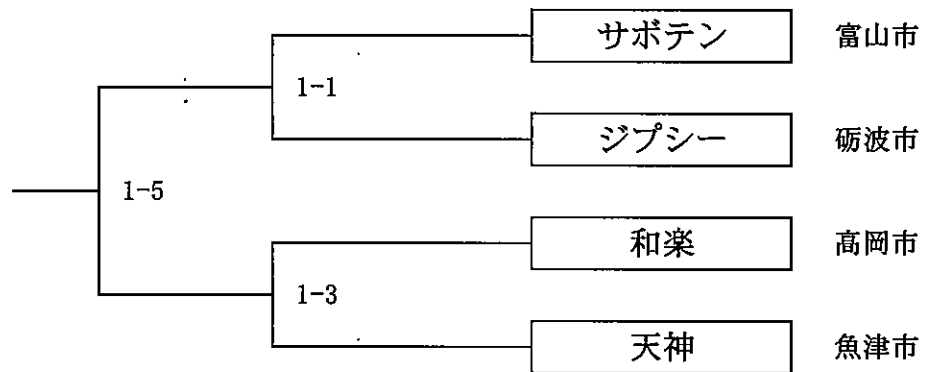 サボテン 富山市
1-1
ジプシー 砺波市
1-5
和楽 高岡市
1-3
天神 魚津市